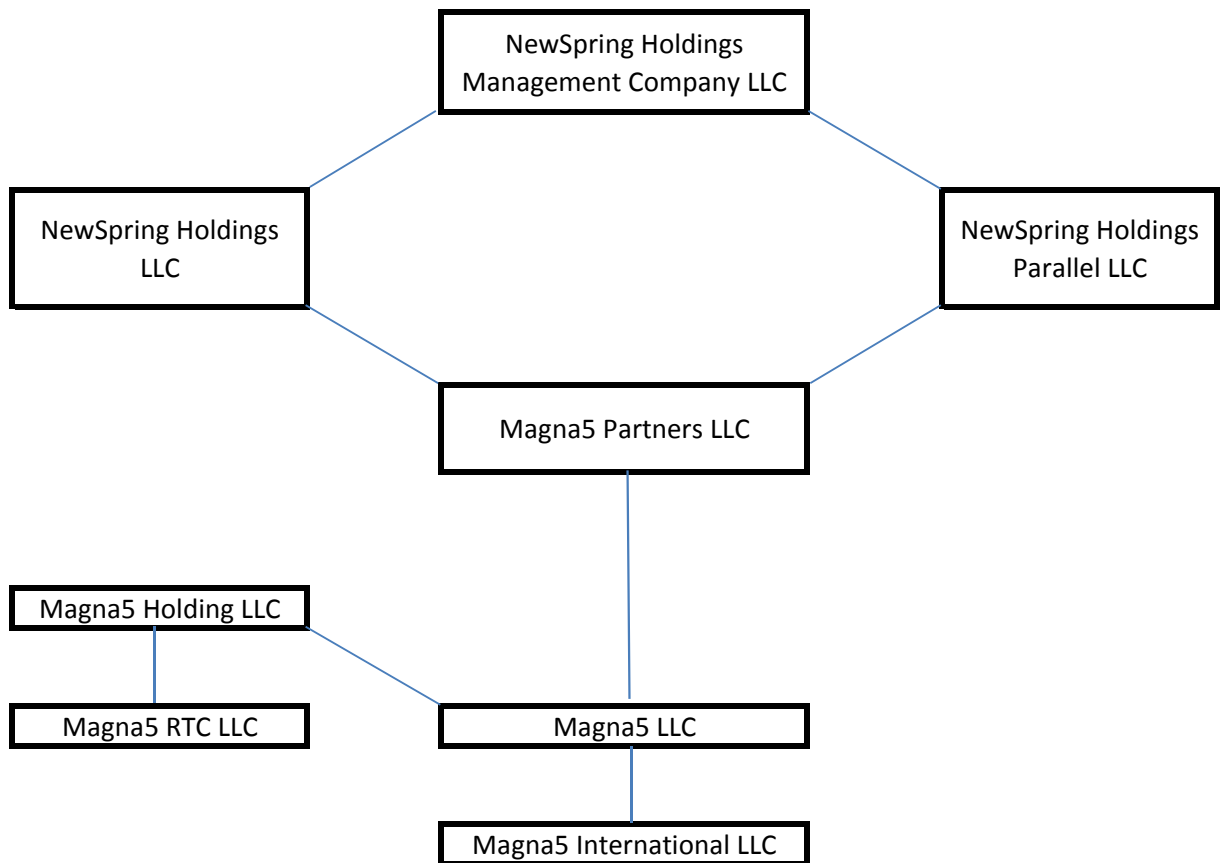 NewSpring Holdings
Management Company LLC
NewSpring Holdings
LLC
NewSpring Holdings
Parallel LLC
Magna5 Partners LLC
Magna5 Holding LLC
Magna5 RTC LLC
Magna5 LLC
Magna5 International LLC